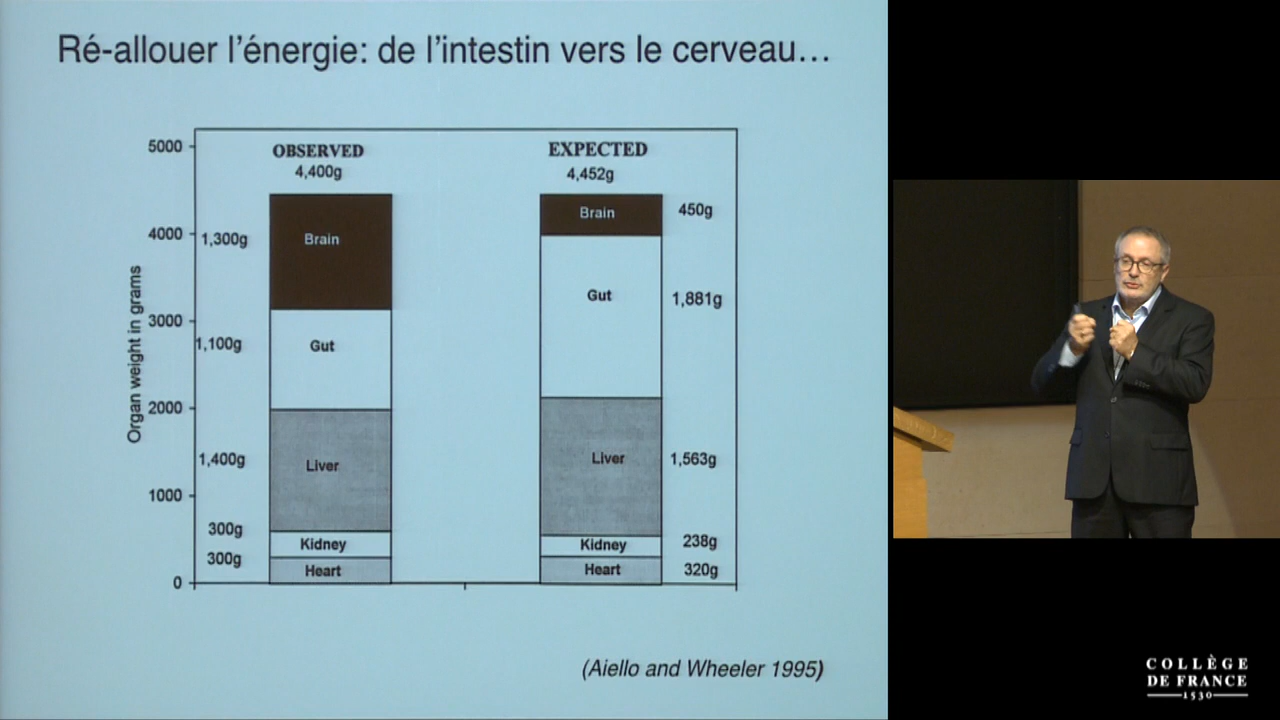 Ré-allouer l'énergie: de l'intestin vers le cerveau...
OBSERVED
4,400g
EXPECTED
4,452g
Organ weight in grams
5000
4000
3000
2000
1000
0
1,300g
Brain
1,100g
Gut
1,400g
Liver
300g
Kidney
300g
Heart
Brain
450g
Gut
1,881g
Liver
1,563g
Kidney
238g
Heart
320g
(Aiello and Wheeler 1995)
COLLÈGE
DE FRANCE
1530